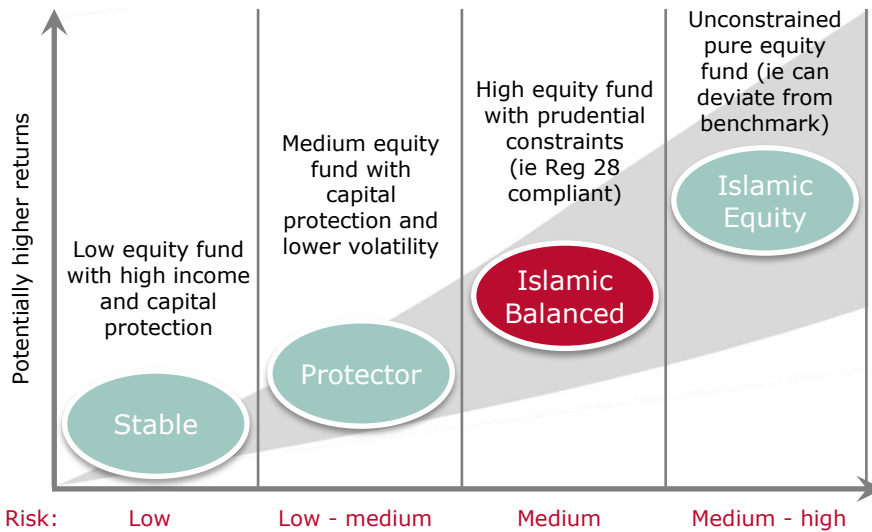 Potentially higher returns
Low equity fund
with high income
and capital
protection
Stable
Medium equity
fund with
capital
protection and
lower volatility
Protector
High equity fund
with prudential
constraints
(ie Reg 28
compliant)
Islamic
Balanced
Unconstrained
pure equity
fund (ie can
deviate from
benchmark)
Islamic
Equity
Risk: Low Low - medium Medium Medium - high